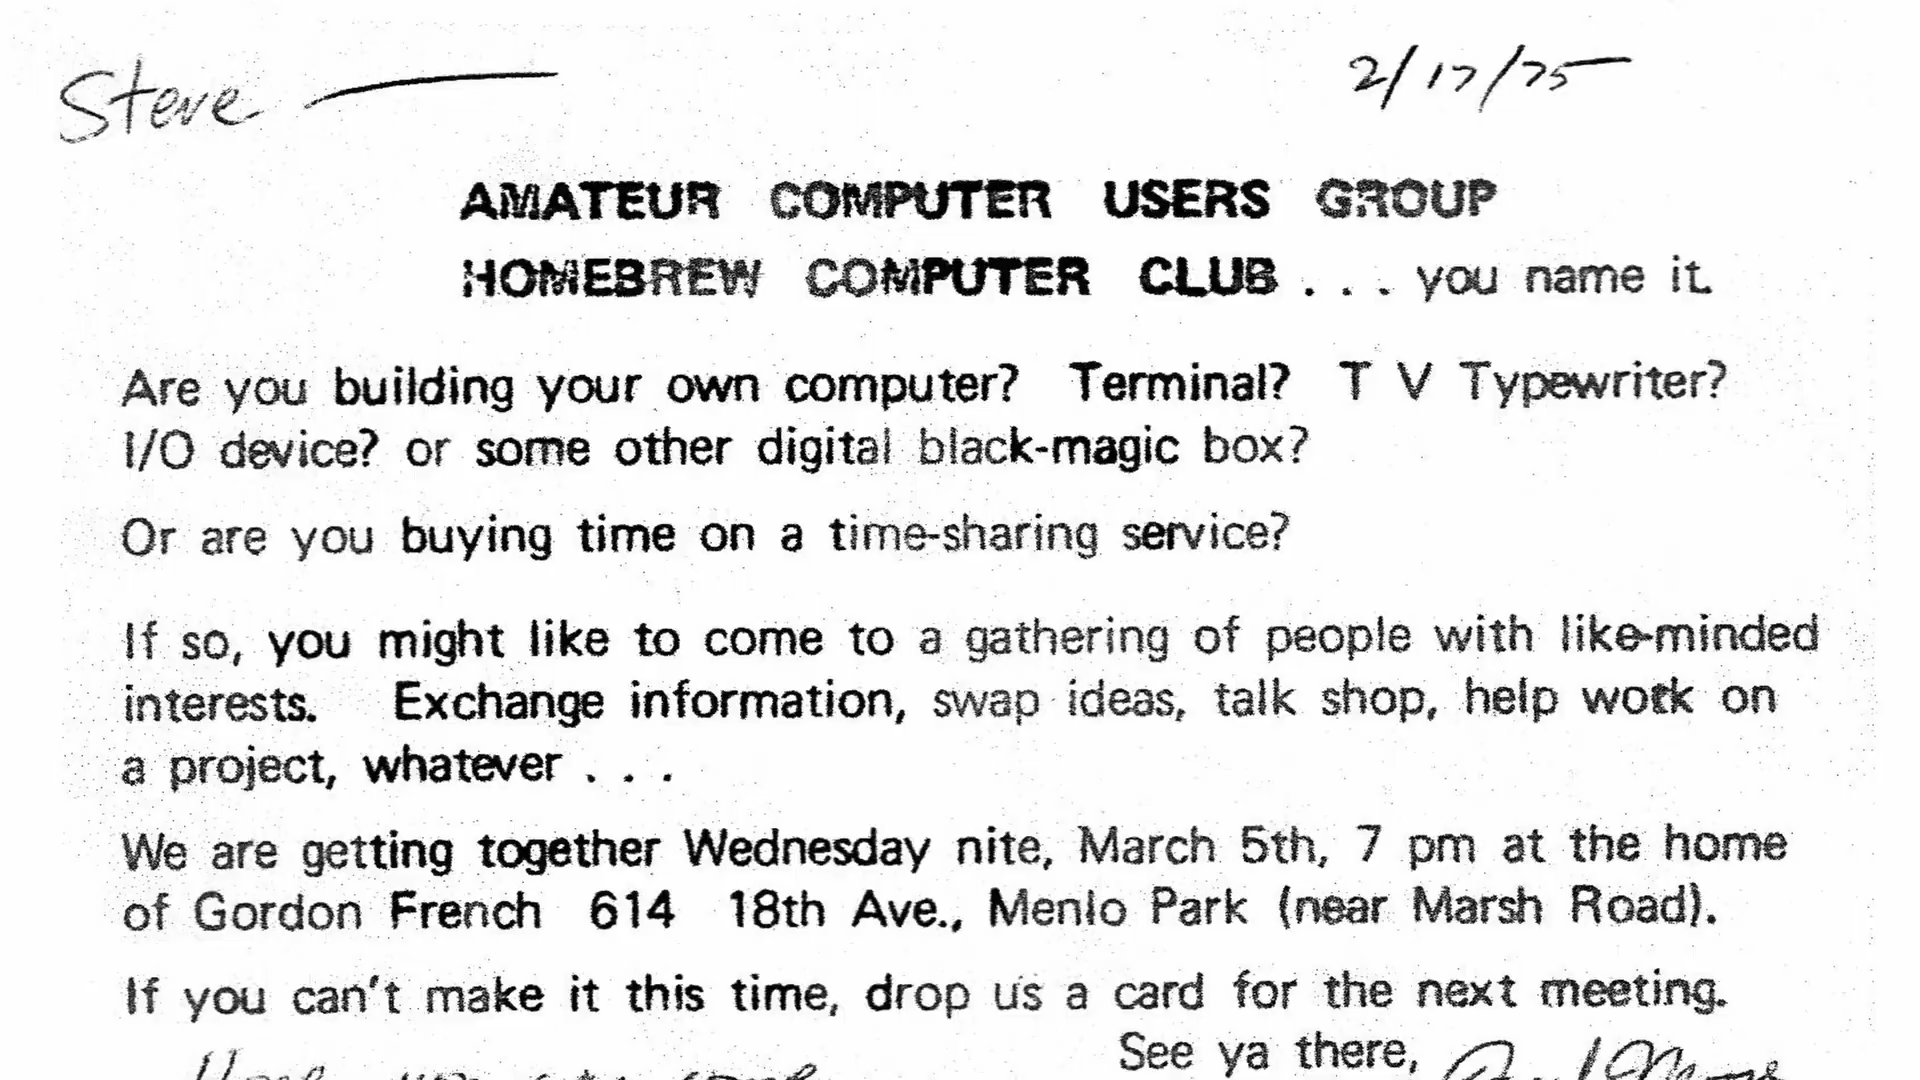 Steve —
2/17/75
AMATEUR COMPUTER USERS GROUP
HOMEBREW COMPUTER CLUB . . . you name it.
Are you building your own computer? Terminal? T V Typewriter?
I/O device? or some other digital black-magic box?
Or are you buying time on a time-sharing service?
If so, you might like to come to a gathering of people with like-minded
interests. Exchange information, swap ideas, talk shop, help work on
a project, whatever . . .
We are getting together Wednesday nite, March 5th, 7 pm at the home
of Gordon French 614 18th Ave., Menlo Park (near Marsh Road).
If you can't make it this time, drop us a card for the next meeting.
See ya there,